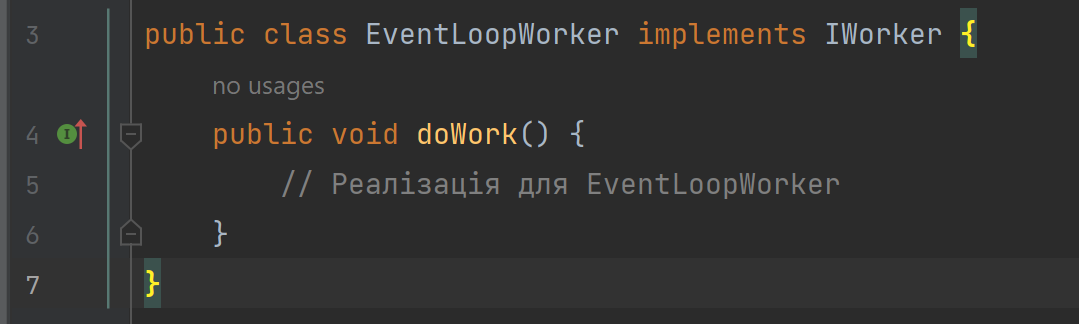 3 public class EventLoopWorker implements IWorker {
no usages
4 public void doWork() {
5 // Реалізація для EventLoopWorker
6 }
7 }